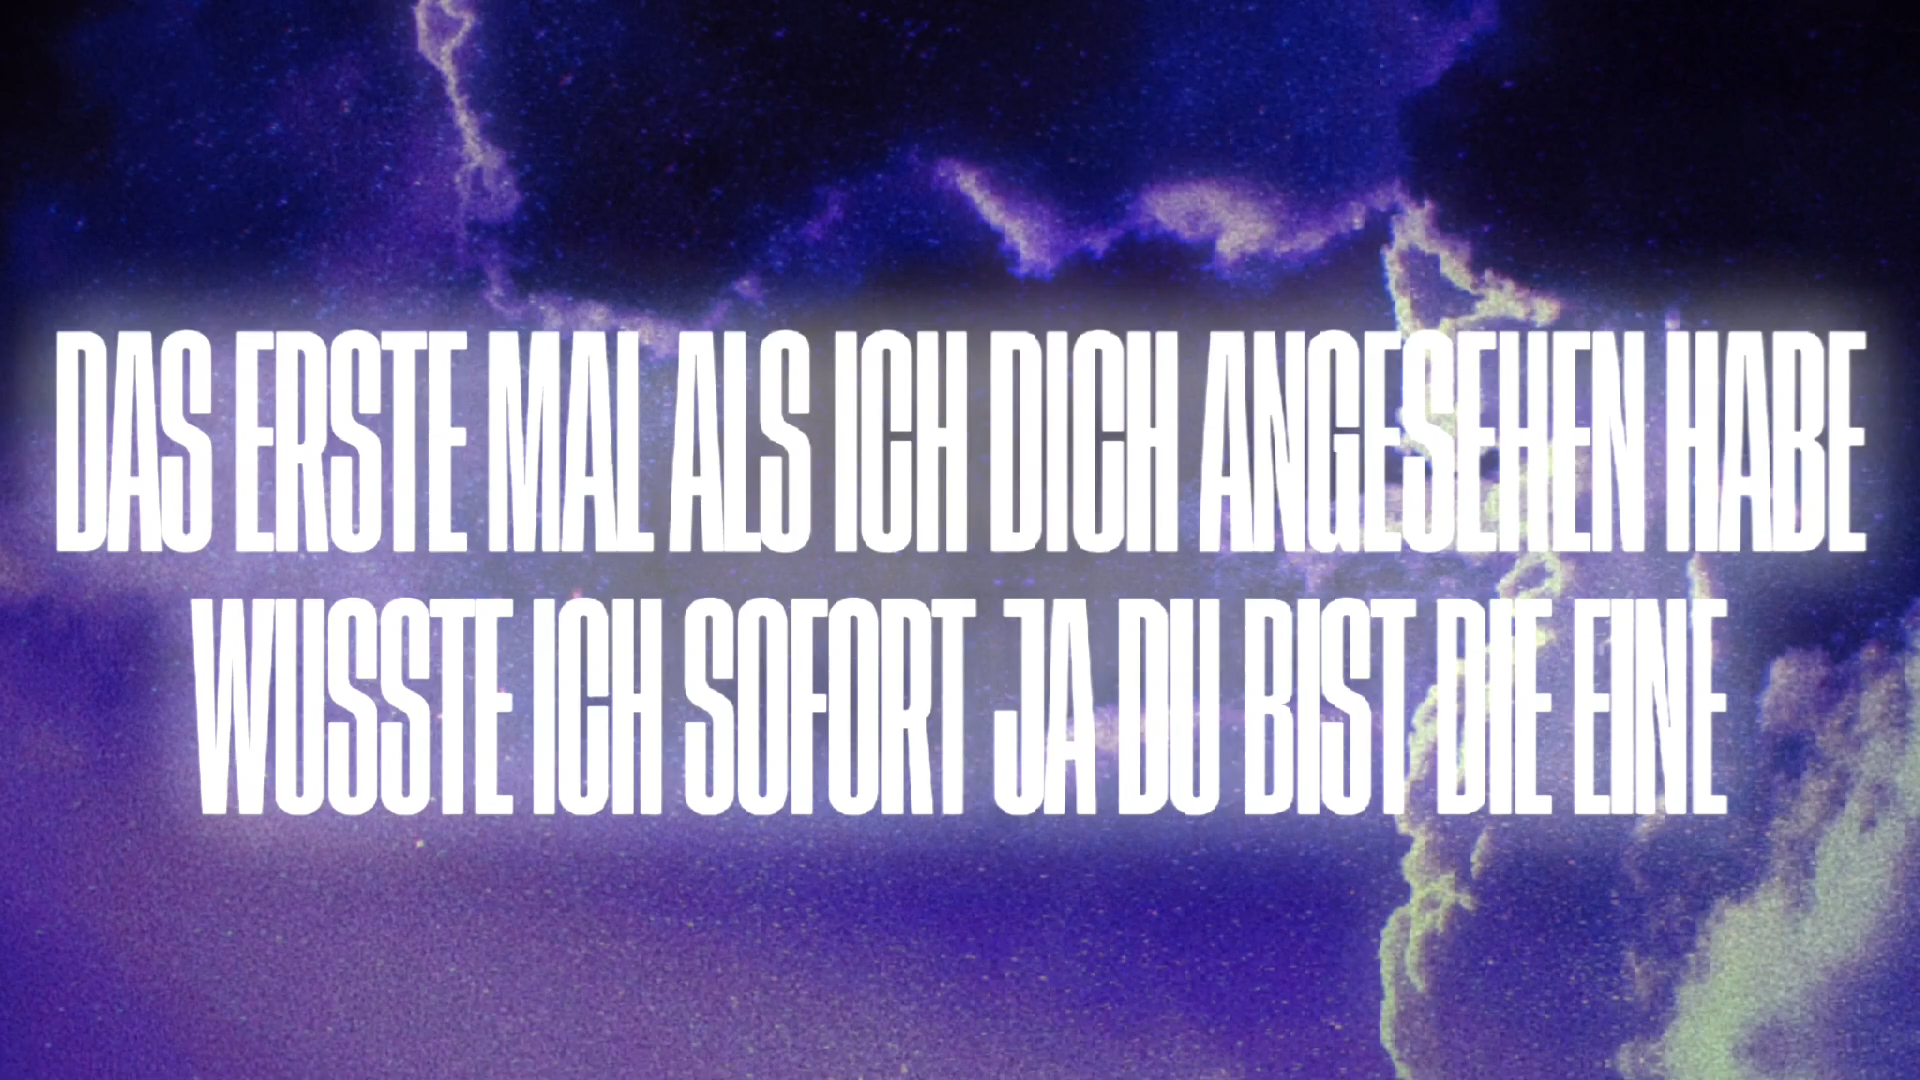 DAS ERSTE MAL ALS ICH DICH ANGESEHEN HABE
WUSSTE ICH SOFORT JA DU BIST DIE EINE